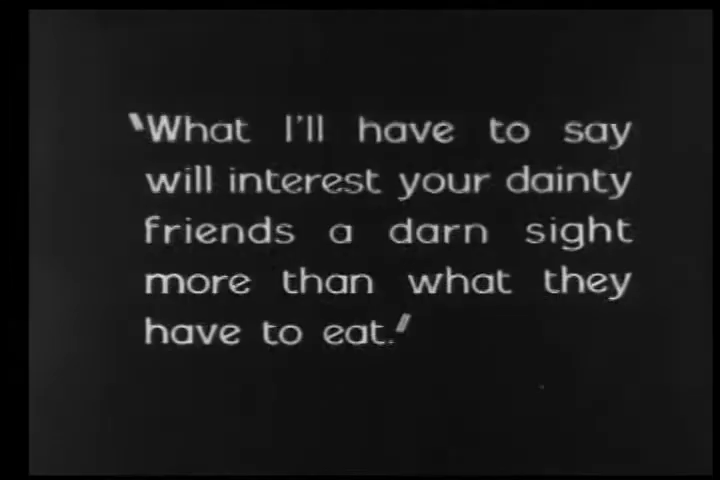 "What I'll have to say
will interest your dainty
friends a darn sight
more than what they
have to eat."